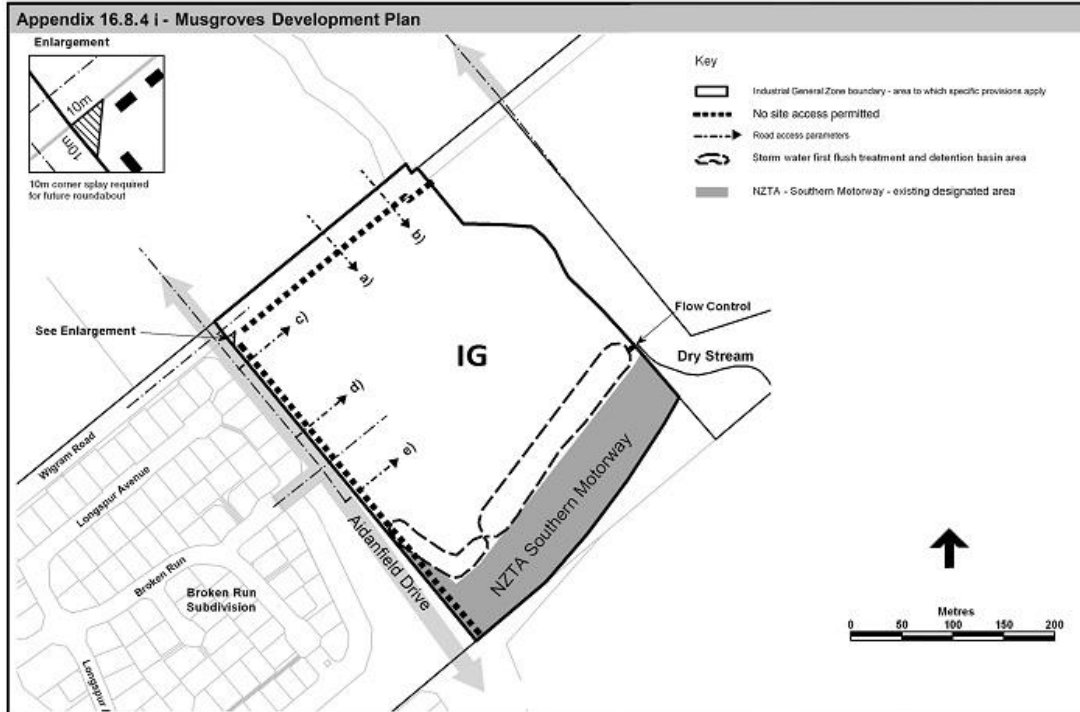 Appendix 16.8.4 i - Musgroves Development Plan
Enlargement
10m
10m
10m corner splay required
for future roundabout
Key
Industrial General Zone boundary - area to which specific provisions apply
No site access permitted
Road access parameters
Storm water first flush treatment and detention basin area
NZTA - Southern Motorway - existing designated area
b)
a)
c)
See Enlargement
d)
e)
IG
Flow Control
Dry Stream
Wigram Road
Longspur Avenue
Broken Run
Broken Run
Subdivision
Aidanfield Drive
NZTA Southern Motorway
Metres
0 50 100 150 200